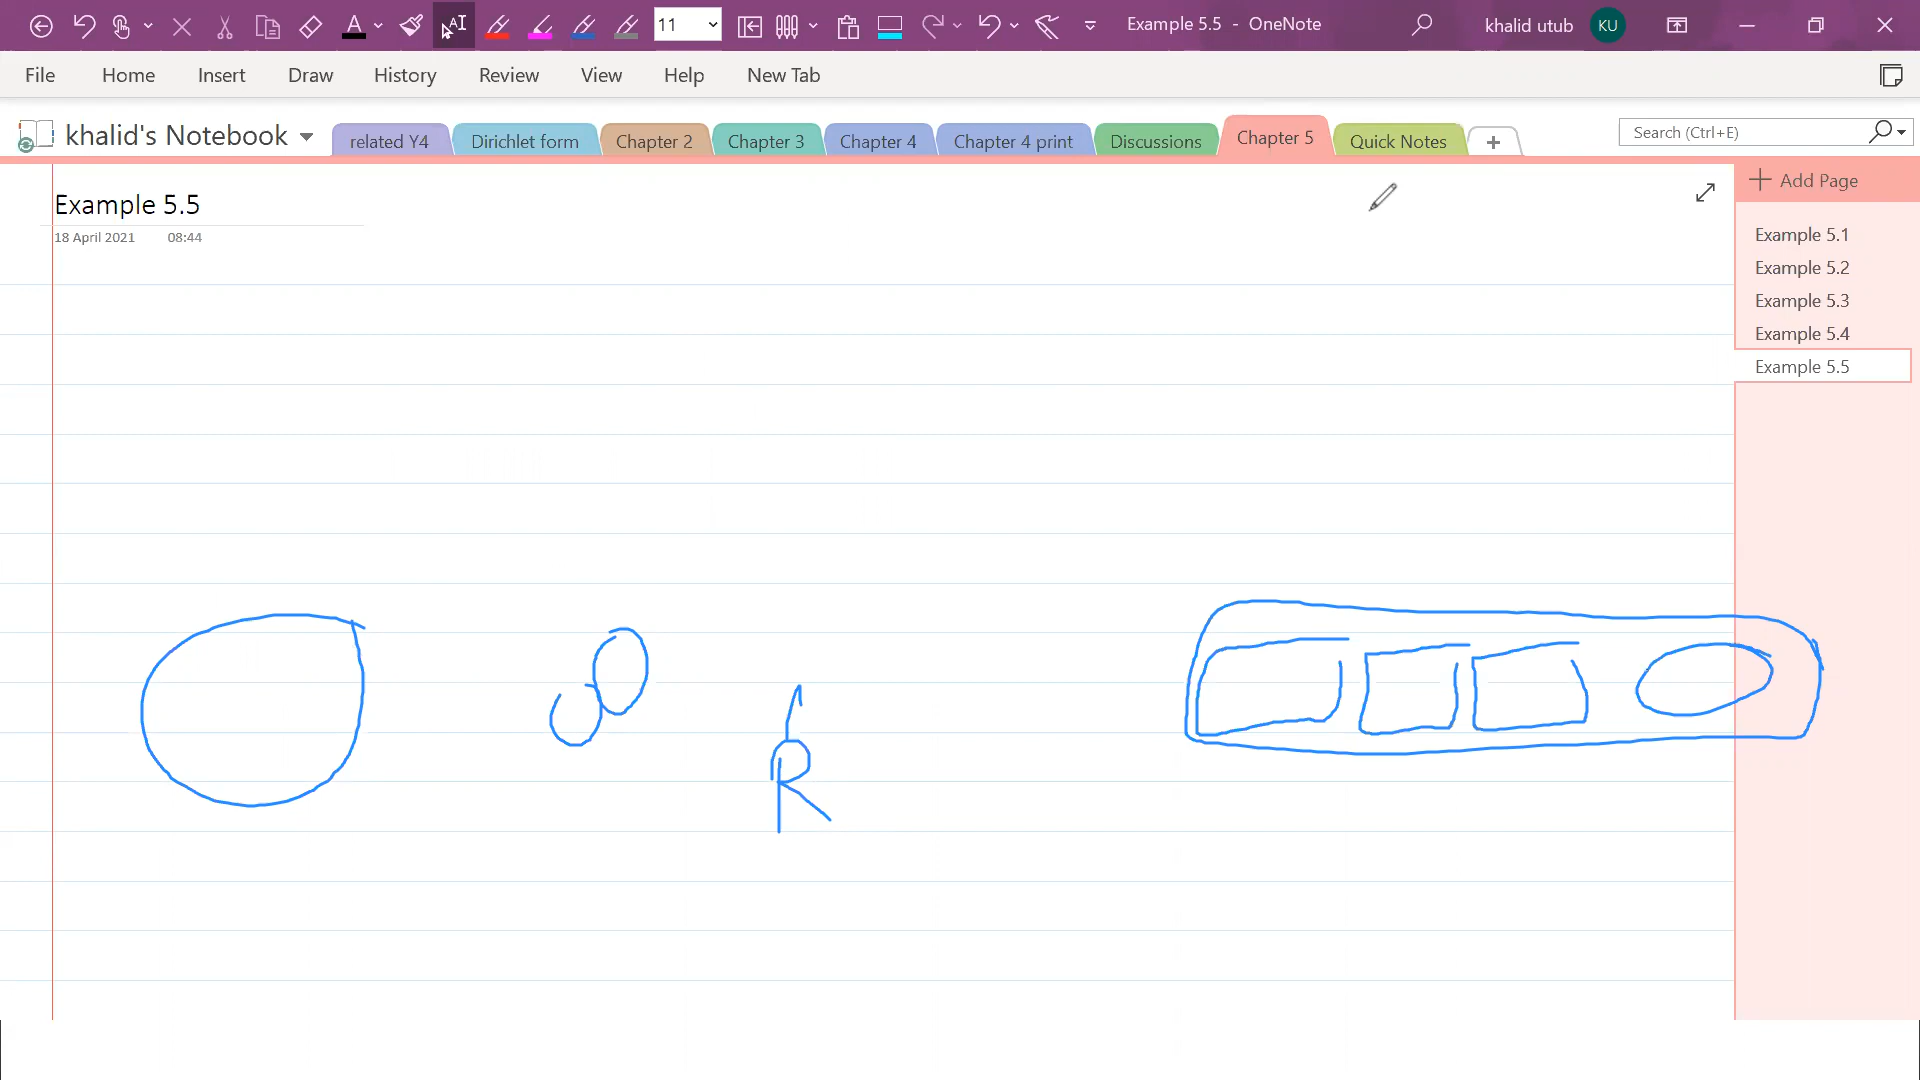 11
Example 5.5 - OneNote
khalid utub
KU
File Home Insert Draw History Review View Help New Tab
khalid's Notebook
related Y4 Dirichlet form Chapter 2 Chapter 3 Chapter 4 Chapter 4 print Discussions Chapter 5 Quick Notes
Search (Ctrl+E)
Add Page
Example 5.5
18 April 2021 08:44
Example 5.1
Example 5.2
Example 5.3
Example 5.4
Example 5.5
R